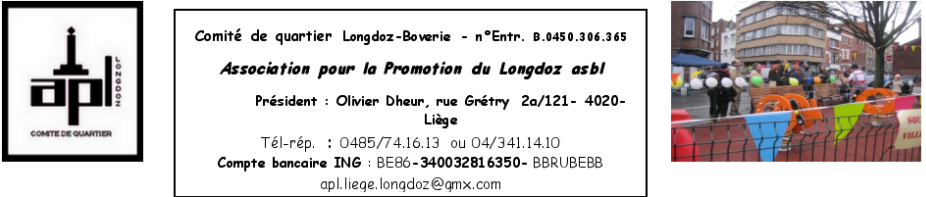 apl
LONGDOZ
COMITE DE QUARTIER
Comité de quartier Longdoz-Boverie - n°Entr. B.0450.306.365
Association pour la Promotion du Longdoz asbl
Président : Olivier Dheur, rue Grétry 2a/121- 4020-
Liège
Tél-rép. : 0485/74.16.13 ou 04/341.14.10
Compte bancaire ING : BE86-340032816350- BBRUBEBB
apl.liege.longdoz@gmx.com